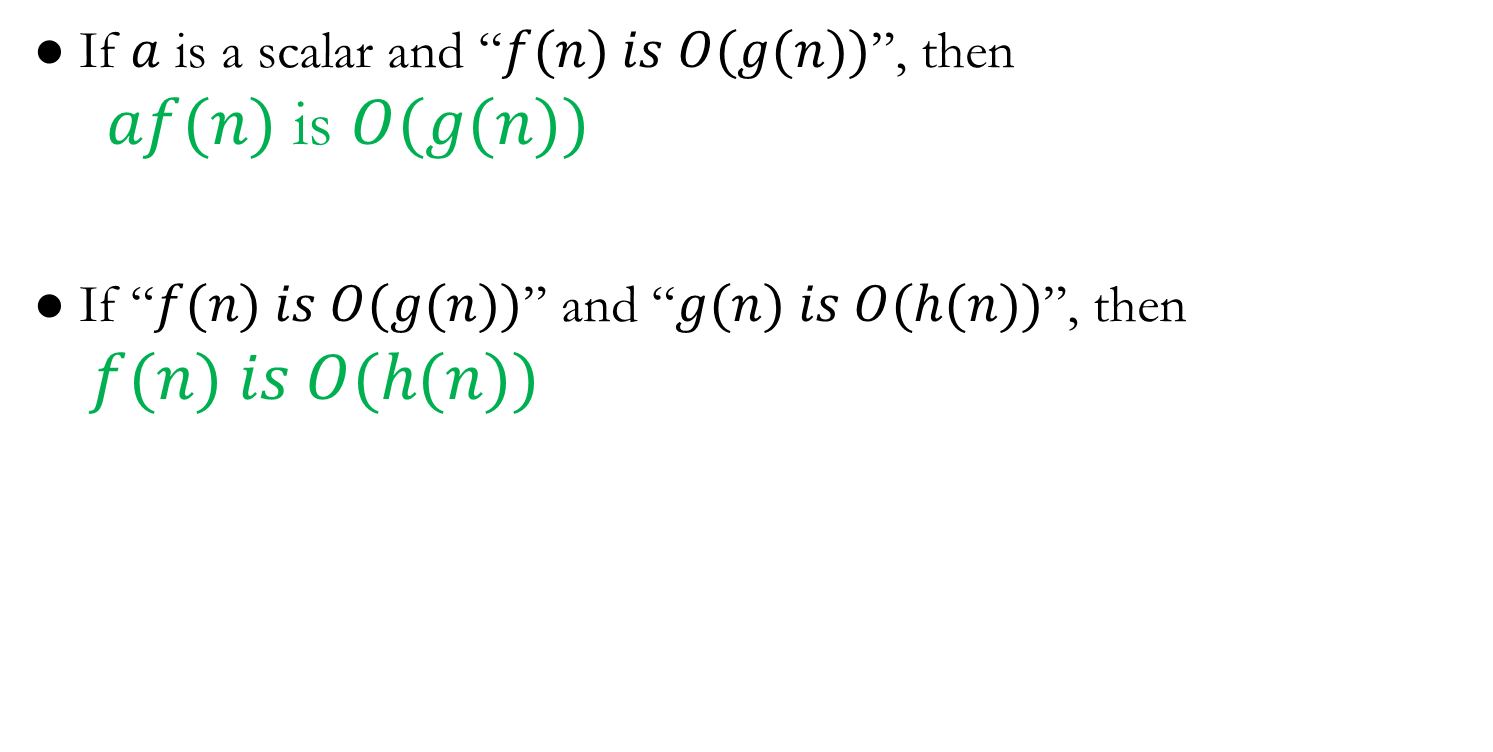 ● If a is a scalar and “f(n) is O(g(n))”, then
af(n) is O(g(n))
● If “f(n) is O(g(n))” and “g(n) is O(h(n))”, then
f(n) is O(h(n))